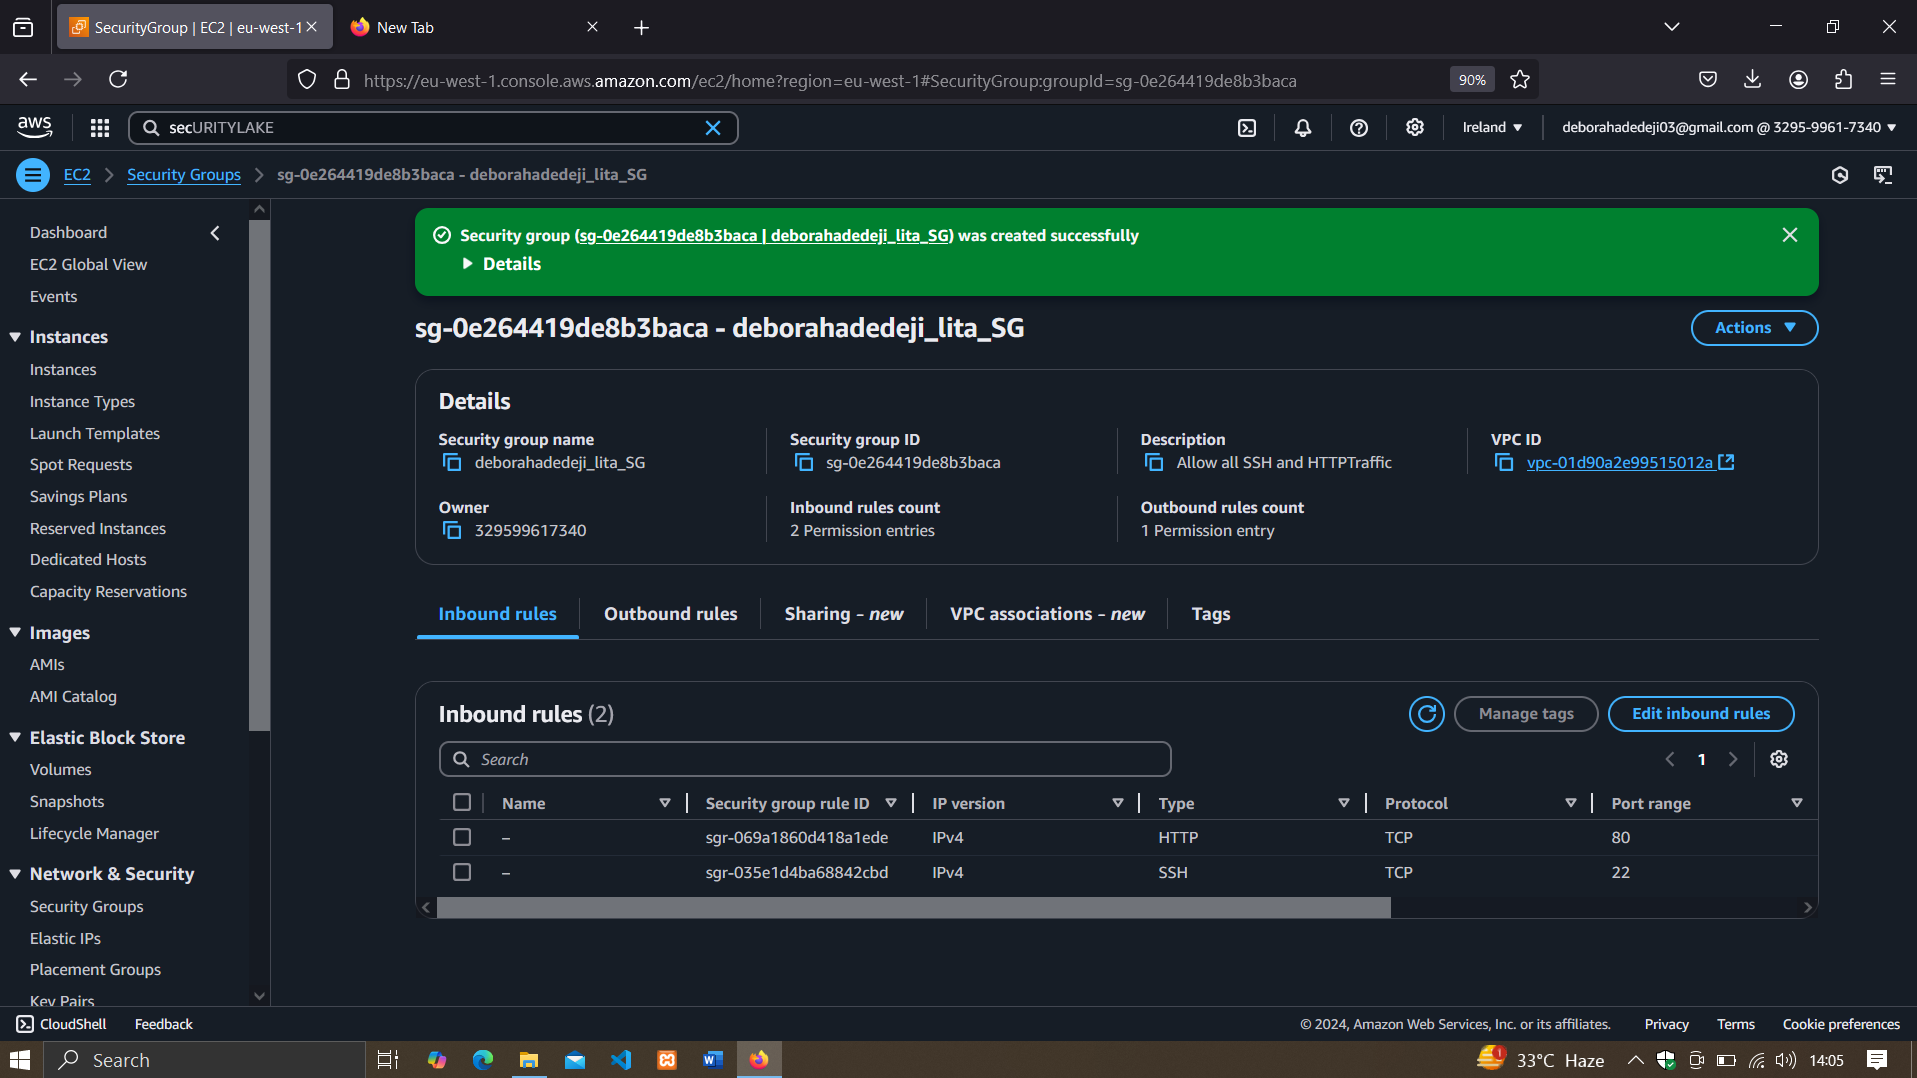 SecurityGroup | EC2 | eu-west-1
New Tab
https://eu-west-1.console.aws.amazon.com/ec2/home?region=eu-west-1#SecurityGroup:groupId=sg-0e264419de8b3baca
90%
aws
secURITYLAKE
Ireland
deborahadedeji03@gmail.com @ 3295-9961-7340
EC2
Security Groups
sg-0e264419de8b3baca - deborahadedeji_lita_SG
Dashboard
EC2 Global View
Events
Instances
Instances
Instance Types
Launch Templates
Spot Requests
Savings Plans
Reserved Instances
Dedicated Hosts
Capacity Reservations
Images
AMIs
AMI Catalog
Elastic Block Store
Volumes
Snapshots
Lifecycle Manager
Network & Security
Security Groups
Elastic IPs
Placement Groups
Key Pairs
Security group (sg-0e264419de8b3baca | deborahadedeji_lita_SG) was created successfully
Details
sg-0e264419de8b3baca - deborahadedeji_lita_SG
Actions
Details
Security group name
deborahadedeji_lita_SG
Security group ID
sg-0e264419de8b3baca
Description
Allow all SSH and HTTPTraffic
VPC ID
vpc-01d90a2e99515012a
Owner
329599617340
Inbound rules count
2 Permission entries
Outbound rules count
1 Permission entry
Inbound rules
Outbound rules
Sharing - new
VPC associations - new
Tags
Inbound rules (2)
Manage tags
Edit inbound rules
Search
1
Name Security group rule ID IP version Type Protocol Port range
– sgr-069a1860d418a1ede IPv4 HTTP TCP 80
– sgr-035e1d4ba68842cbd IPv4 SSH TCP 22
CloudShell
Feedback
© 2024, Amazon Web Services, Inc. or its affiliates.
Privacy
Terms
Cookie preferences
Search
1
33°C Haze
14:05